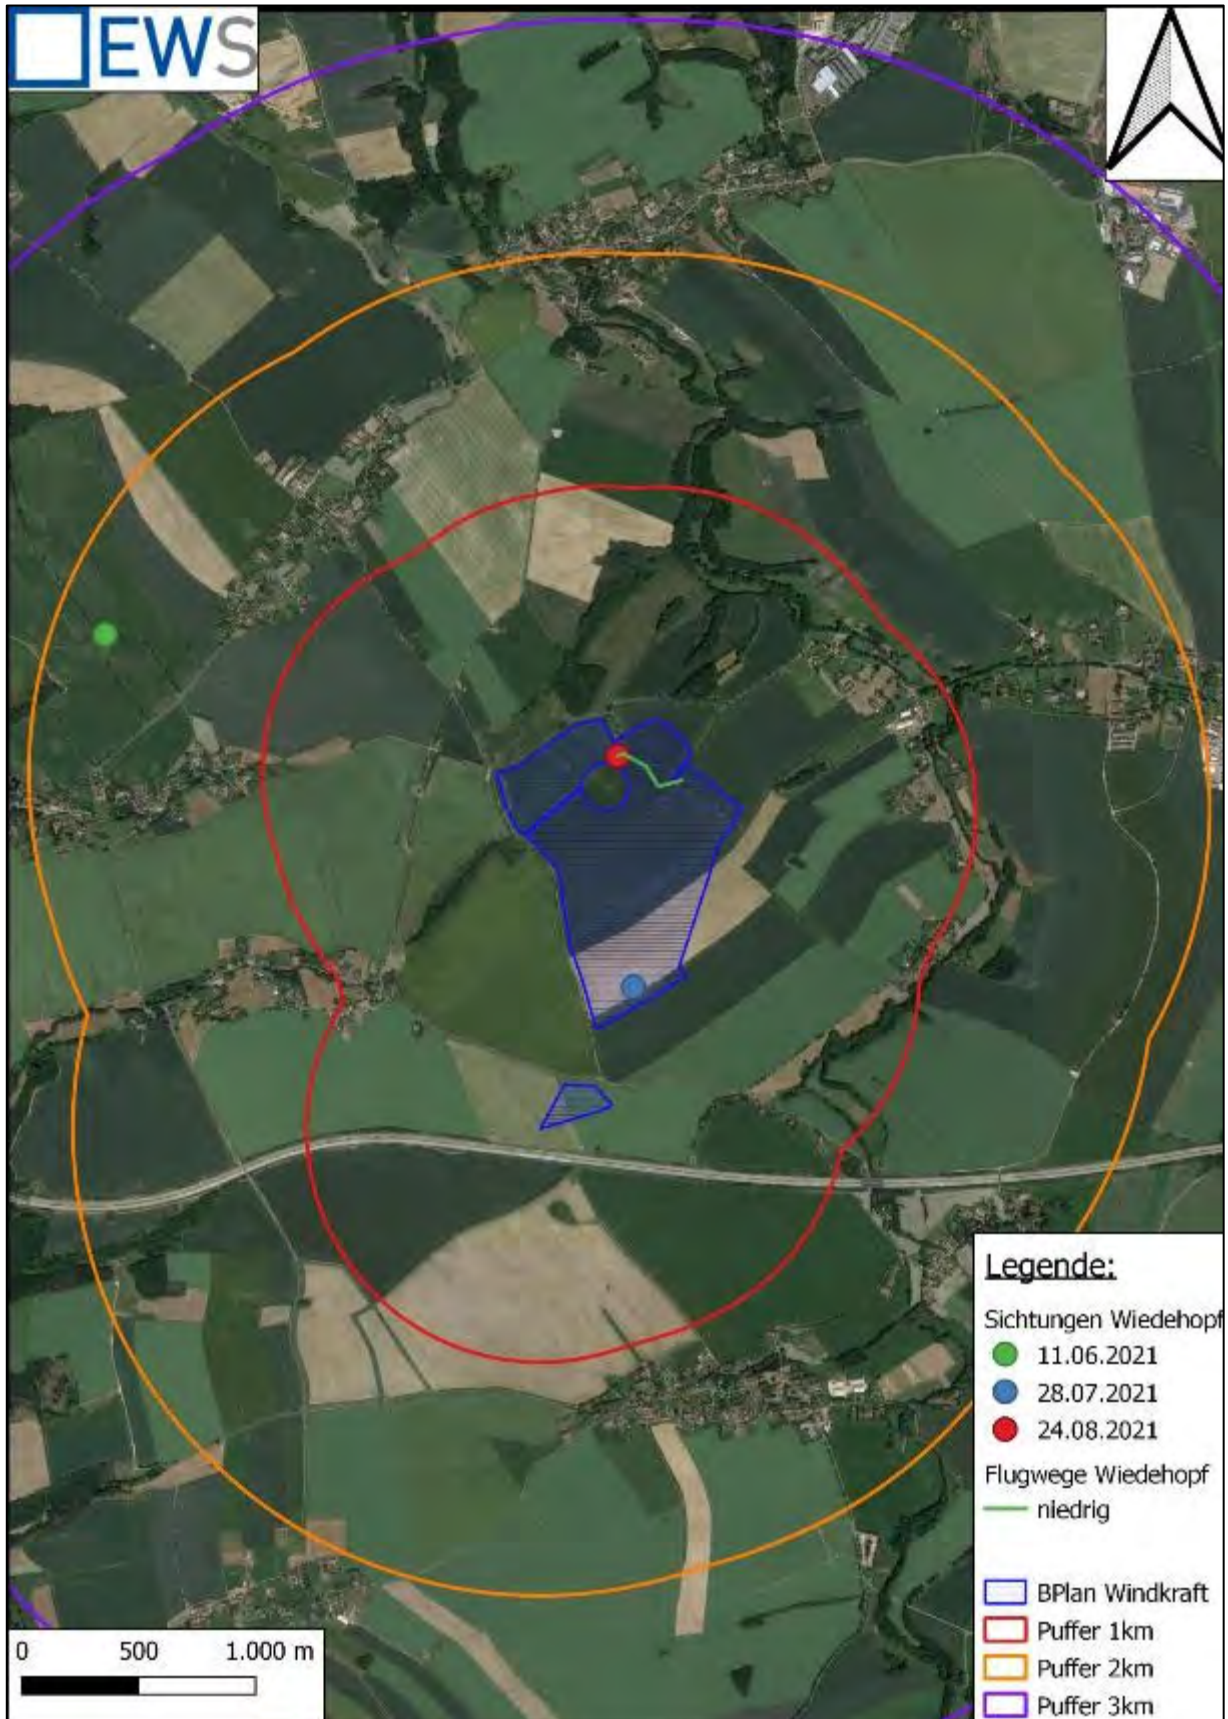 EWS
Legende:
Sichtungen Wiedehopf
11.06.2021
28.07.2021
24.08.2021
Flugwege Wiedehopf
niedrig
BPlan Windkraft
Puffer 1km
Puffer 2km
Puffer 3km
0 500 1.000 m